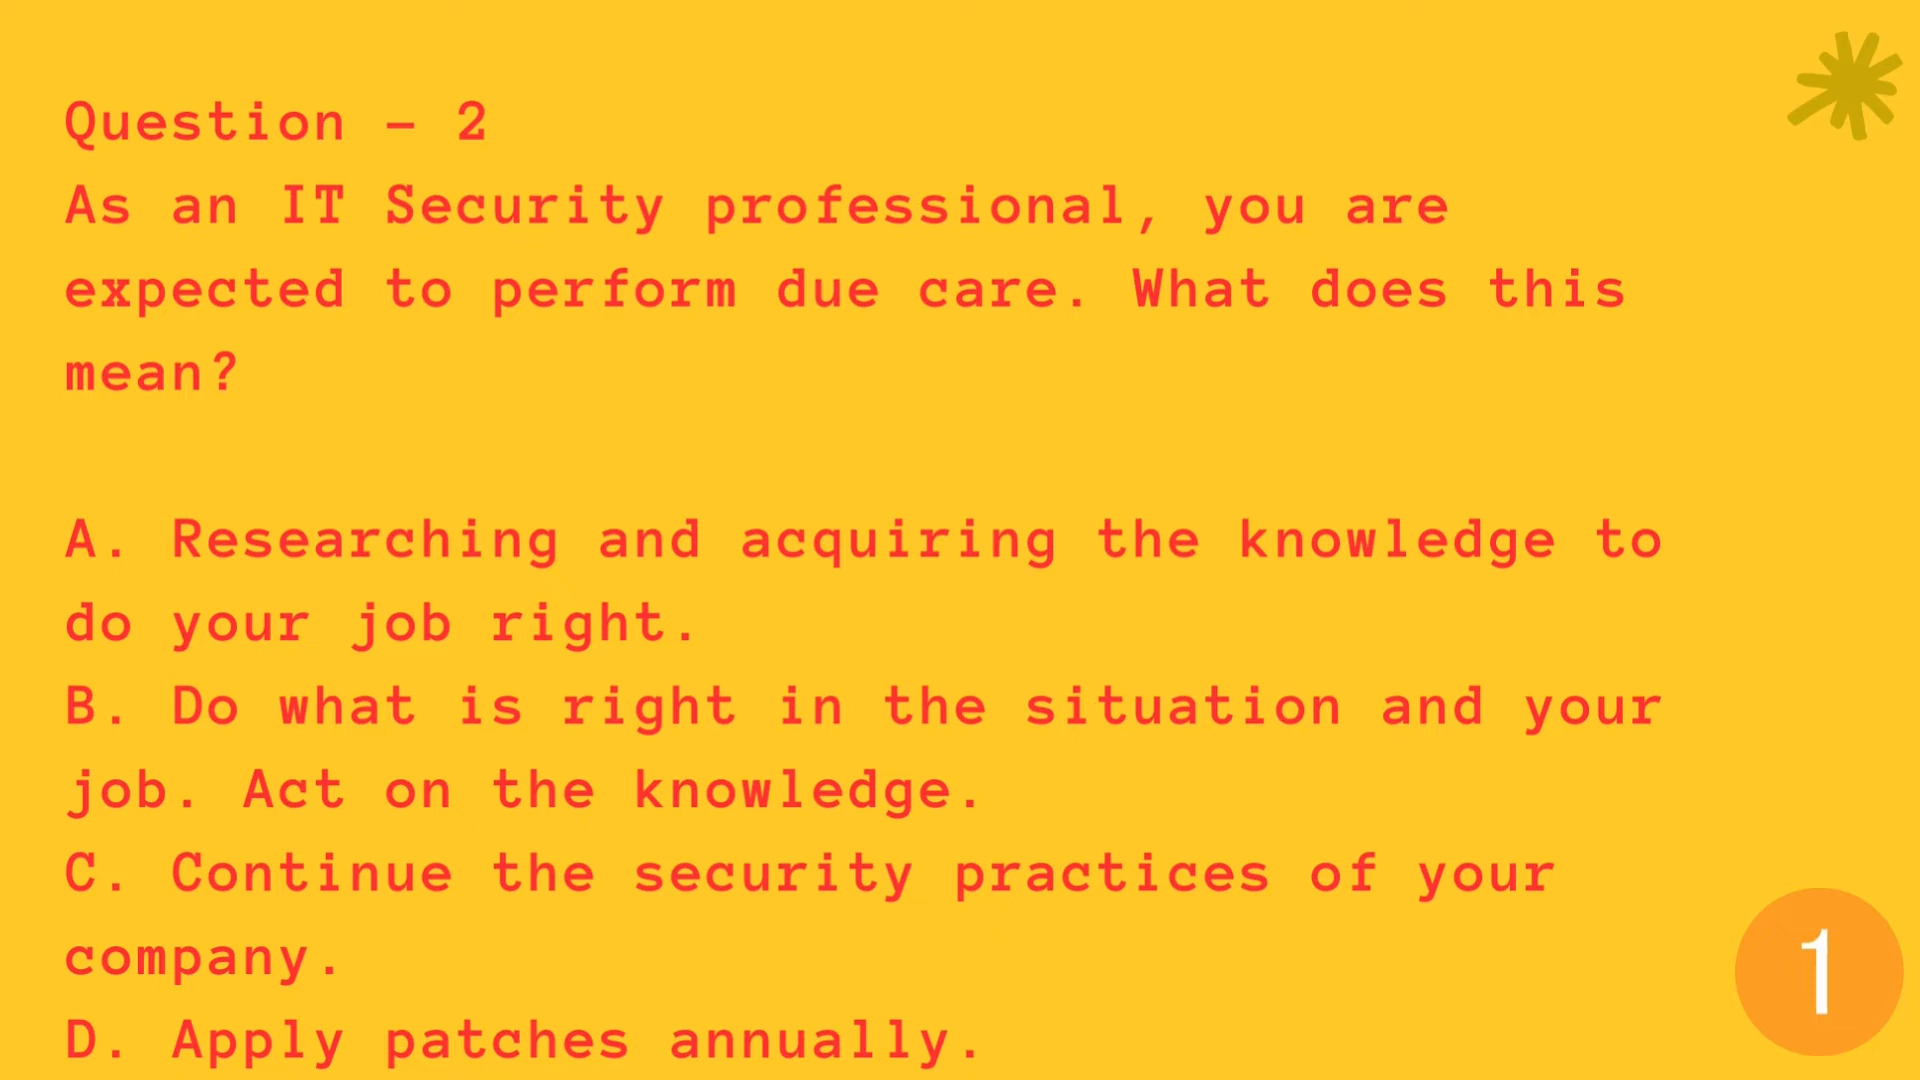 Question - 2
As an IT Security professional, you are
expected to perform due care. What does this
mean?
A. Researching and acquiring the knowledge to
do your job right.
B. Do what is right in the situation and your
job. Act on the knowledge.
C. Continue the security practices of your
company.
D. Apply patches annually.
1